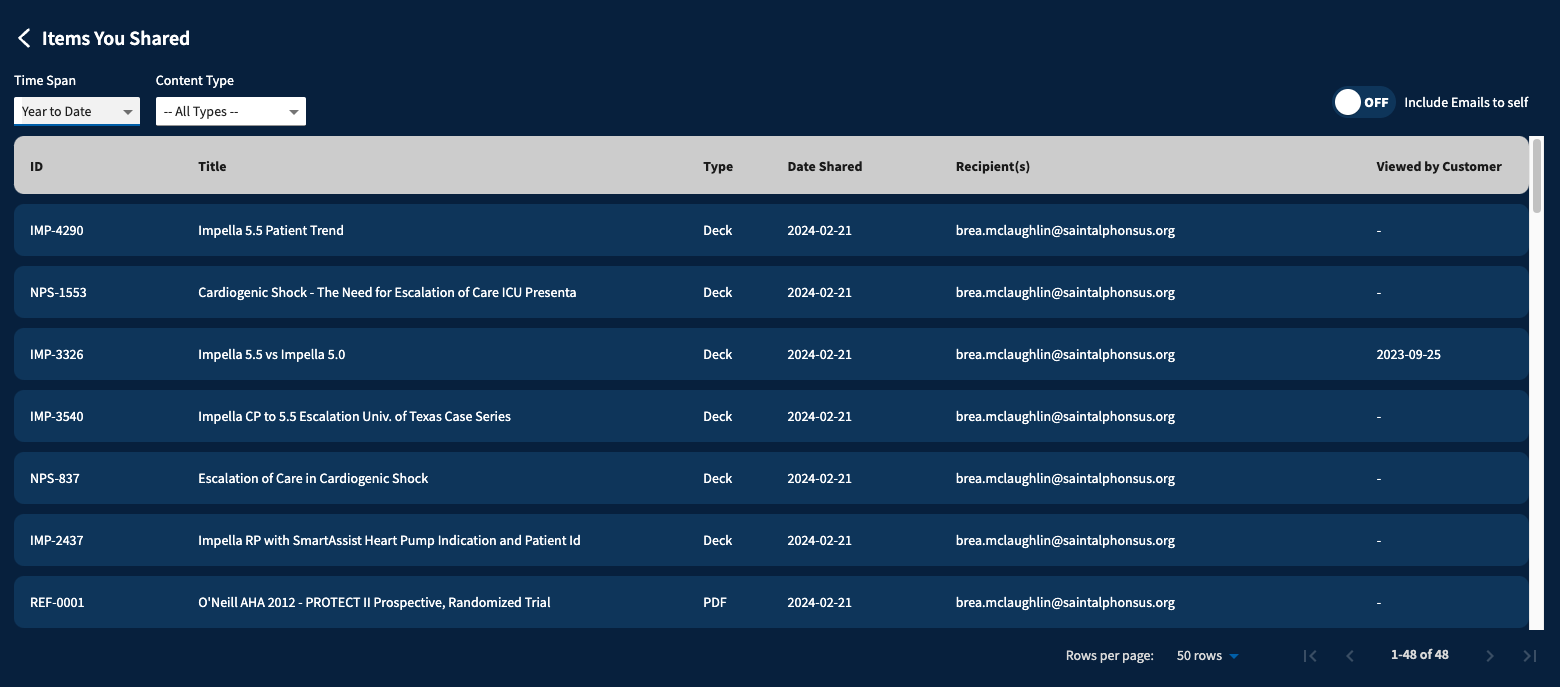 Items You Shared
Time Span Content Type
Year to Date -- All Types -- OFF Include Emails to self
ID Title Type Date Shared Recipient(s) Viewed by Customer
IMP-4290 Impella 5.5 Patient Trend Deck 2024-02-21 brea.mclaughlin@saintalphonsus.org -
NPS-1553 Cardiogenic Shock - The Need for Escalation of Care ICU Presenta Deck 2024-02-21 brea.mclaughlin@saintalphonsus.org -
IMP-3326 Impella 5.5 vs Impella 5.0 Deck 2024-02-21 brea.mclaughlin@saintalphonsus.org 2023-09-25
IMP-3540 Impella CP to 5.5 Escalation Univ. of Texas Case Series Deck 2024-02-21 brea.mclaughlin@saintalphonsus.org -
NPS-837 Escalation of Care in Cardiogenic Shock Deck 2024-02-21 brea.mclaughlin@saintalphonsus.org -
IMP-2437 Impella RP with SmartAssist Heart Pump Indication and Patient Id Deck 2024-02-21 brea.mclaughlin@saintalphonsus.org -
REF-0001 O'Neill AHA 2012 - PROTECT II Prospective, Randomized Trial PDF 2024-02-21 brea.mclaughlin@saintalphonsus.org -
Rows per page: 50 rows 1-48 of 48